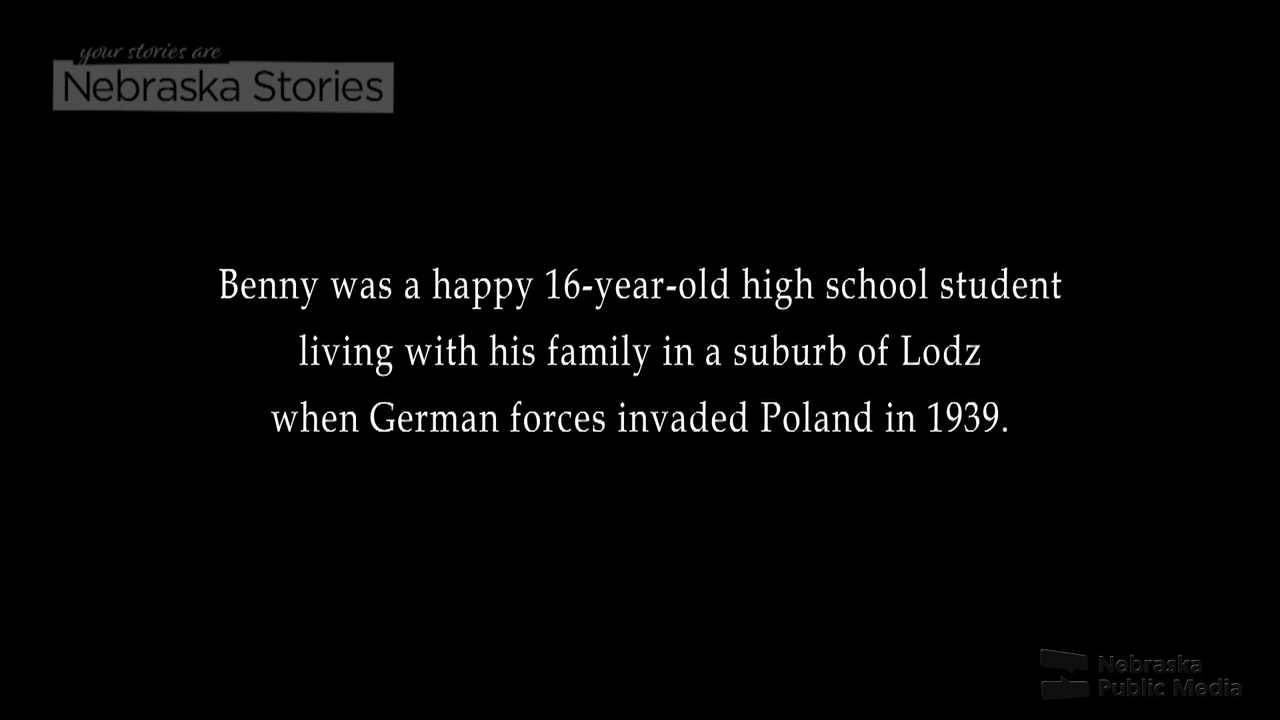 your stories are
Nebraska Stories
Benny was a happy 16-year-old high school student
living with his family in a suburb of Lodz
when German forces invaded Poland in 1939.
Nebraska
Public Media